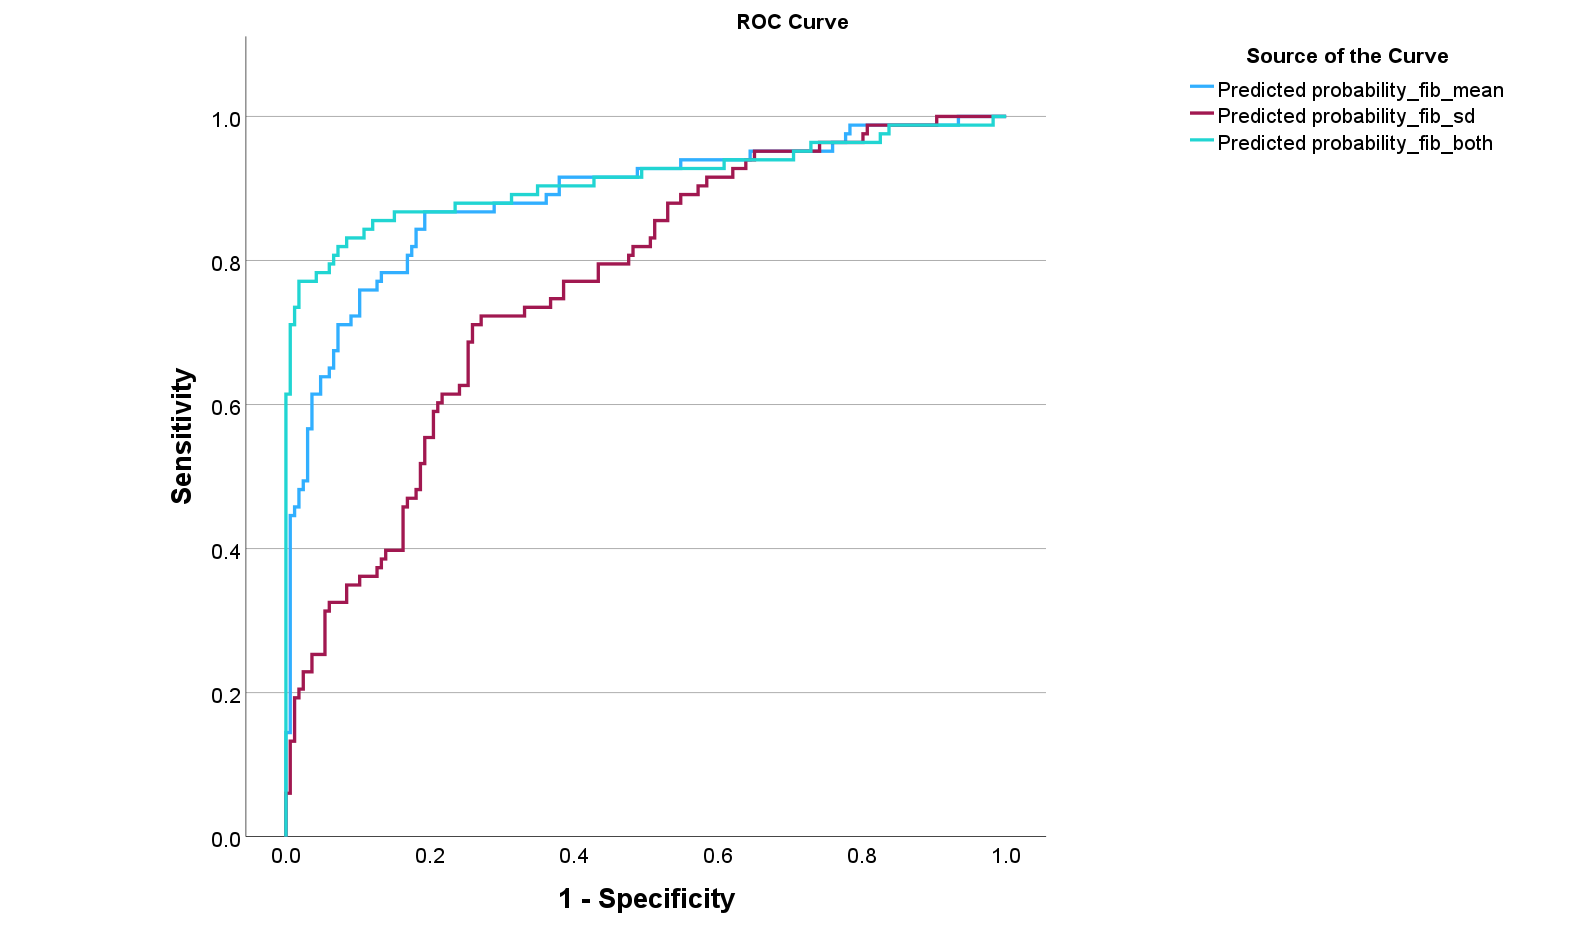 ROC Curve
Source of the Curve
Predicted probability_fib_mean
Predicted probability_fib_sd
Predicted probability_fib_both
1.0
0.8
0.6
0.4
0.2
0.0
Sensitivity
0.0 0.2 0.4 0.6 0.8 1.0
1 - Specificity